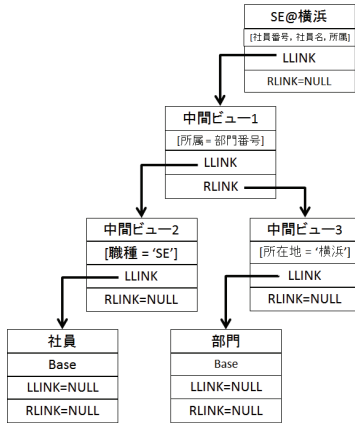 SE@横浜
[社員番号, 社員名, 所属]
LLINK
RLINK=NULL
中間ビュー1
[所属 = 部門番号]
LLINK
RLINK
中間ビュー2
[職種 = ‘SE’]
LLINK
RLINK=NULL
中間ビュー3
[所在地 = ‘横浜’]
LLINK
RLINK=NULL
社員
Base
LLINK=NULL
RLINK=NULL
部門
Base
LLINK=NULL
RLINK=NULL